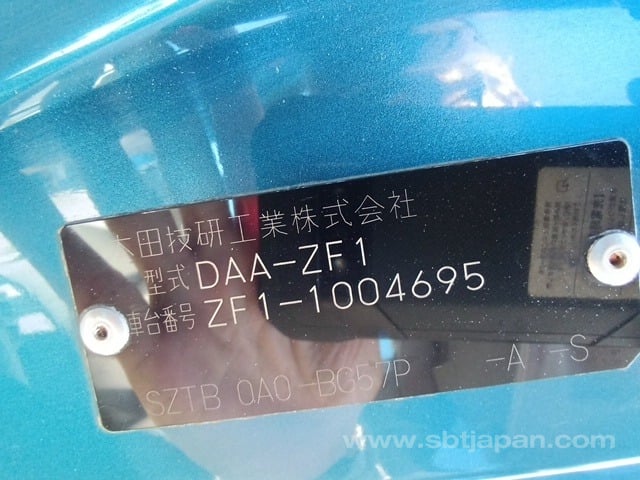 本田技研工業株式会社
型式 DAA-ZF1
車台番号 ZF1-1004695
SZTB 0A0-BG57P -A -S
www.sbtjapan.com